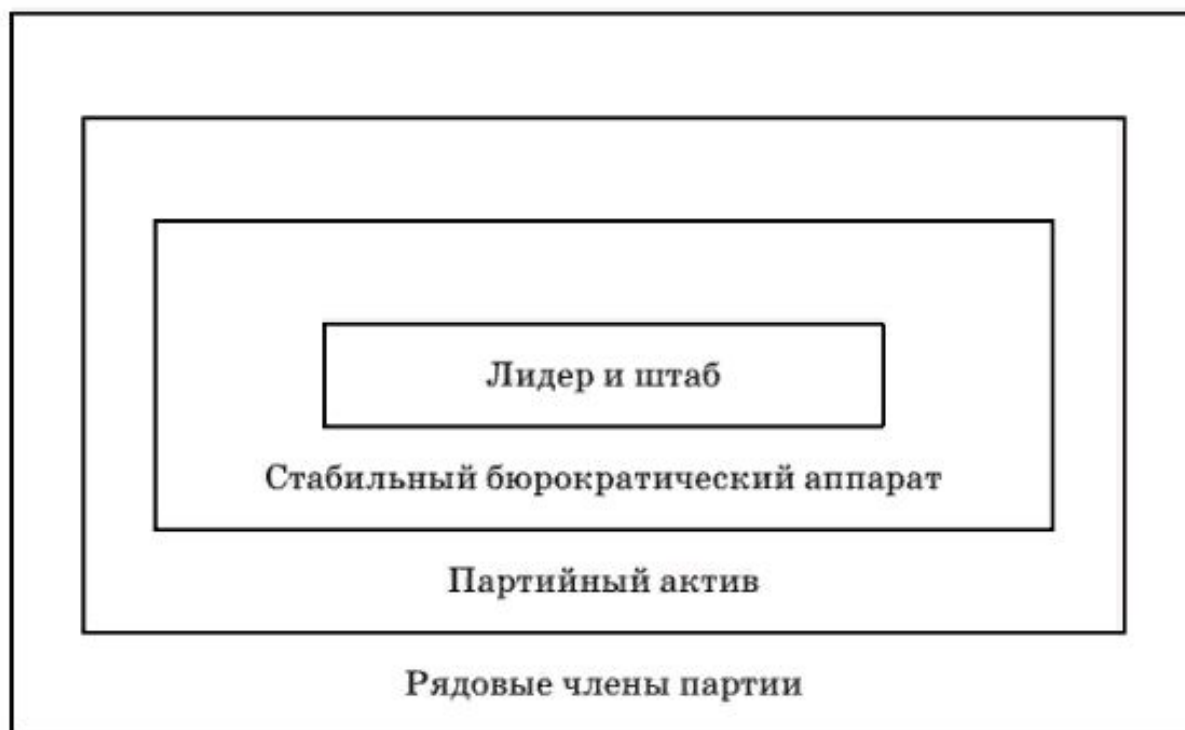 Лидер и штаб
Стабильный бюрократический аппарат
Партийный актив
Рядовые члены партии